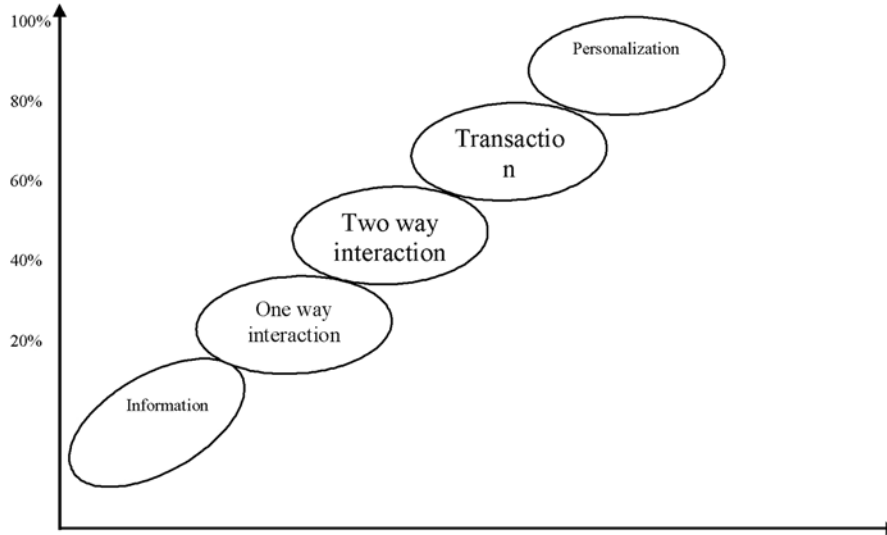 100%
Personalization
80%
Transactio
n
60%
Two way
interaction
40%
One way
interaction
20%
Information